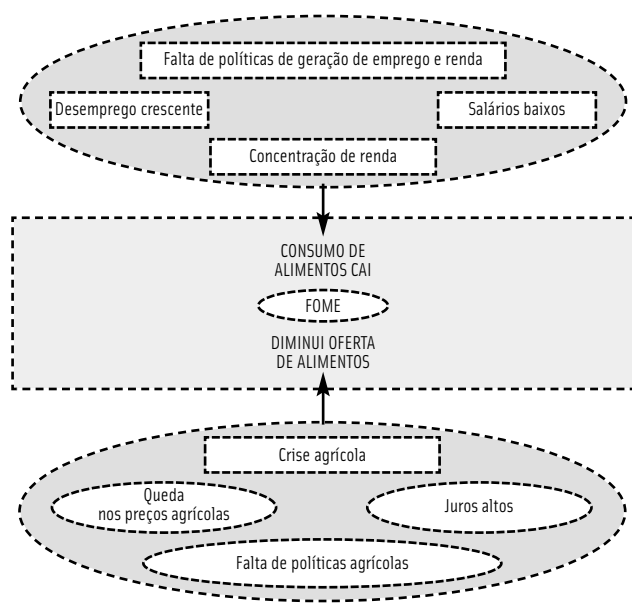 Falta de políticas de geração de emprego e renda
Desemprego crescente
Salários baixos
Concentração de renda
CONSUMO DE
ALIMENTOS CAI
FOME
DIMINUI OFERTA
DE ALIMENTOS
Crise agrícola
Queda
nos preços agrícolas
Juros altos
Falta de políticas agrícolas